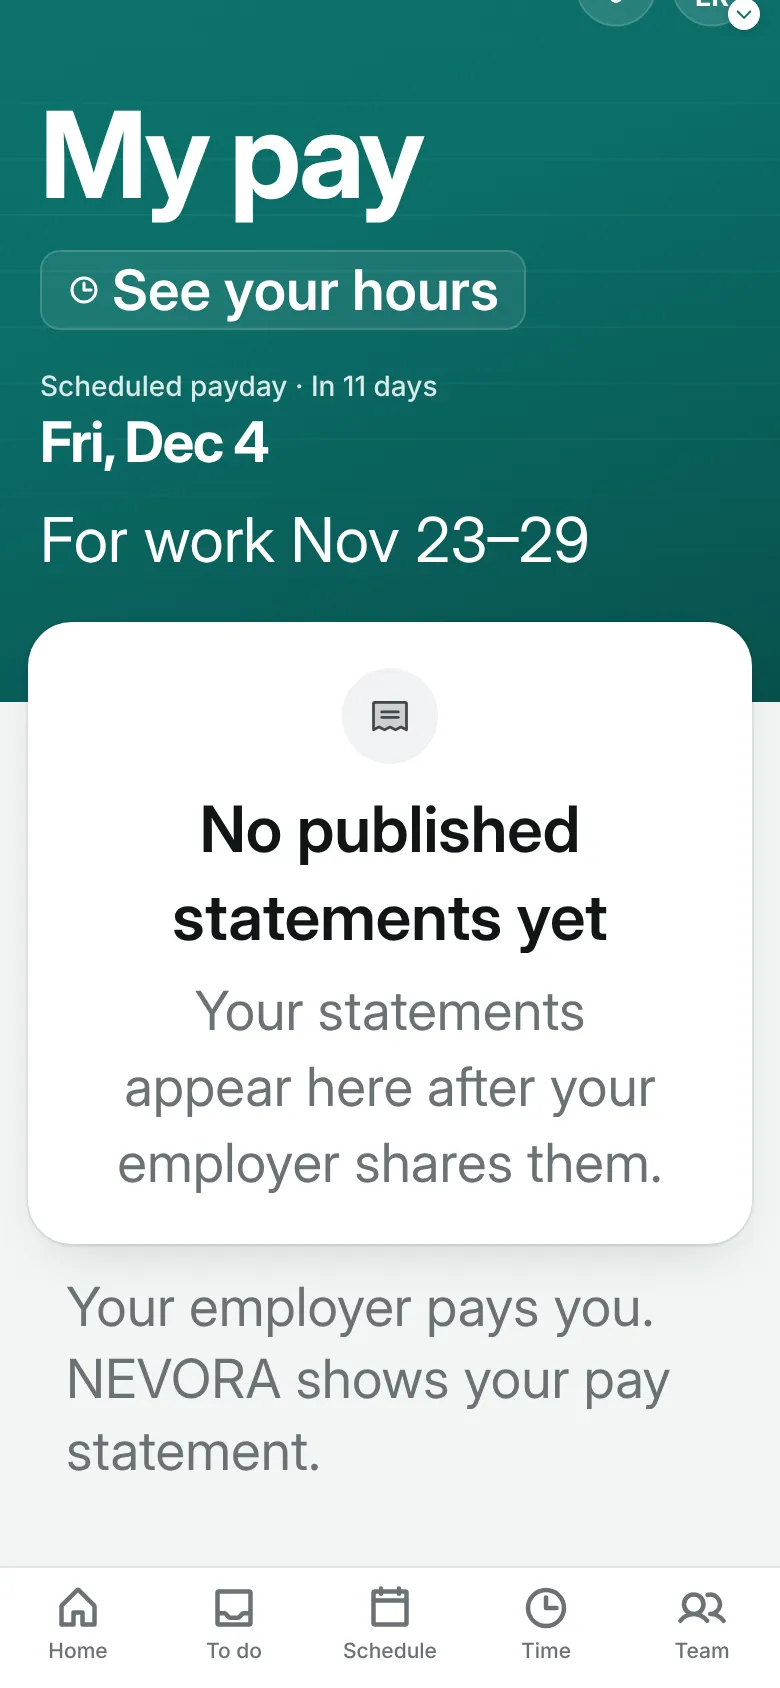 My pay
See your hours
Scheduled payday · In 11 days
Fri, Dec 4
For work Nov 23–29
No published
statements yet
Your statements
appear here after your
employer shares them.
Your employer pays you.
NEVORA shows your pay
statement.
Home
To do
Schedule
Time
Team